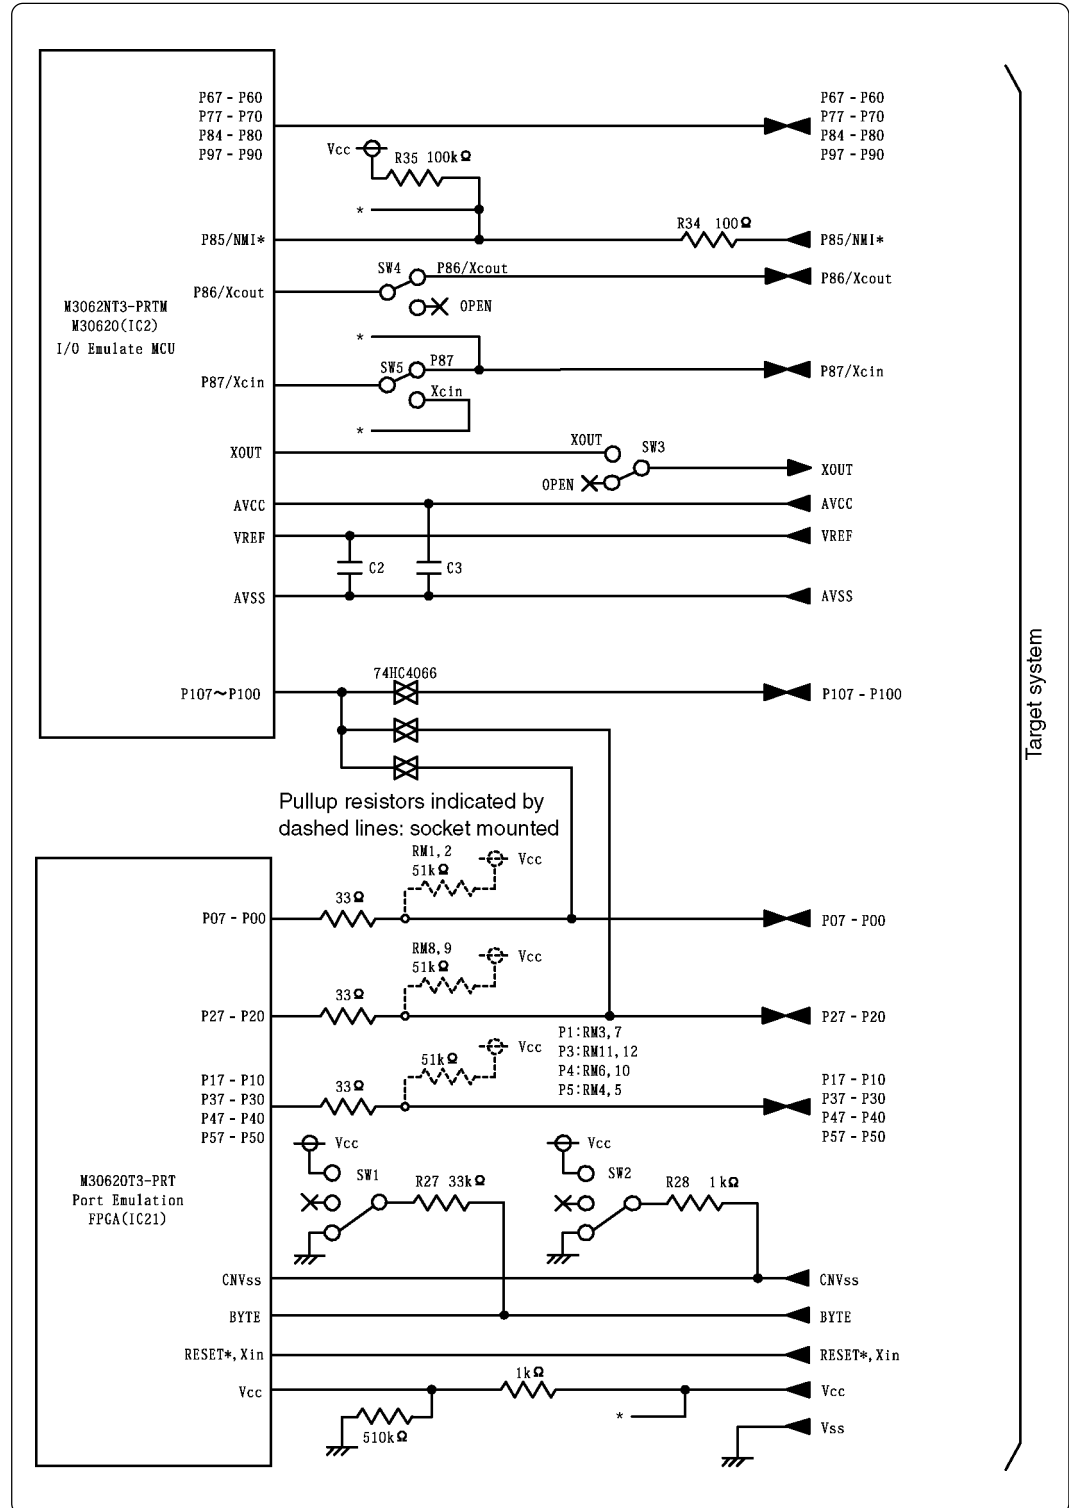 P67 - P60
P77 - P70
P84 - P80
P97 - P90
P67 - P60
P77 - P70
P84 - P80
P97 - P90
Vcc
R35 100kΩ
*
P85/NMI*
R34 100Ω
P85/NMI*
P86/Xcout
SW4
P86/Xcout
OPEN
P86/Xcout
M3062NT3-PRTM
M30620(IC2)
I/O Emulate MCU
*
P87/Xcin
SW5
P87
Xcin
*
P87/Xcin
XOUT
XOUT
SW3
OPEN
XOUT
AVCC
AVCC
VREF
VREF
C2
C3
AVSS
AVSS
74HC4066
P107~P100
P107 - P100
Target system
Pullup resistors indicated by
dashed lines: socket mounted
RM1, 2
51kΩ
Vcc
33Ω
P07 - P00
P07 - P00
RM8, 9
51kΩ
Vcc
33Ω
P27 - P20
P27 - P20
51kΩ
Vcc
P1:RM3, 7
P3:RM11, 12
P4:RM6, 10
P5:RM4, 5
33Ω
P17 - P10
P37 - P30
P47 - P40
P57 - P50
P17 - P10
P37 - P30
P47 - P40
P57 - P50
Vcc
SW1
R27 33kΩ
Vcc
SW2
R28 1kΩ
M30620T3-PRT
Port Emulation
FPGA(IC21)
CNVss
CNVss
BYTE
BYTE
RESET*, Xin
RESET*, Xin
Vcc
1kΩ
Vcc
510kΩ
*
Vss